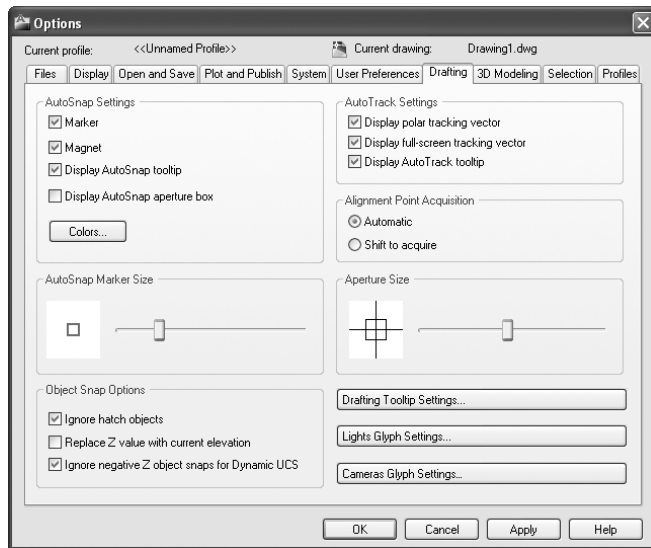 Options
Current profile: <<Unnamed Profile>> Current drawing: Drawing1.dwg
Files Display Open and Save Plot and Publish System User Preferences Drafting 3D Modeling Selection Profiles
AutoSnap Settings
Marker
Magnet
Display AutoSnap tooltip
Display AutoSnap aperture box
Colors...
AutoTrack Settings
Display polar tracking vector
Display full-screen tracking vector
Display AutoTrack tooltip
Alignment Point Acquisition
Automatic
Shift to acquire
AutoSnap Marker Size
Aperture Size
Object Snap Options
Ignore hatch objects
Replace Z value with current elevation
Ignore negative Z object snaps for Dynamic UCS
Drafting Tooltip Settings...
Lights Glyph Settings...
Cameras Glyph Settings...
OK Cancel Apply Help